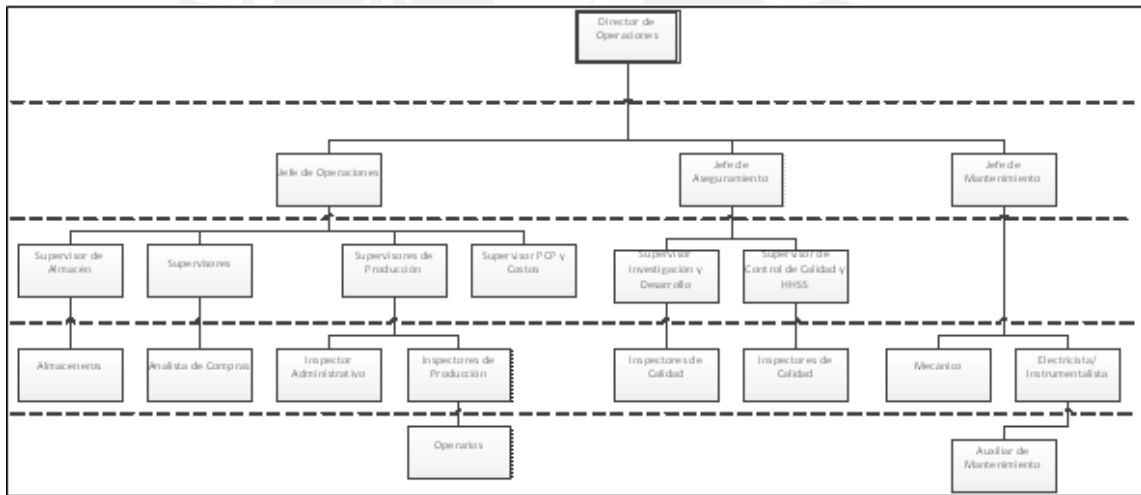 Director de
Operaciones
Jefe de Operaciones
Jefe de
Aseguramiento
Jefe de
Mantenimiento
Supervisor de
Almacén
Supervisores
Supervisores de
Producción
Supervisor PCP y
Costos
Supervisor
Investigación y
Desarrollo
Supervisor de
Control de Calidad y
HHSS
Almaceneros
Analista de Compras
Inspector
Administrativo
Inspectores de
Producción
Inspectores de
Calidad
Inspectores de
Calidad
Mecánico
Electricista/
Instrumentalista
Operarios
Auxiliar de
Mantenimiento